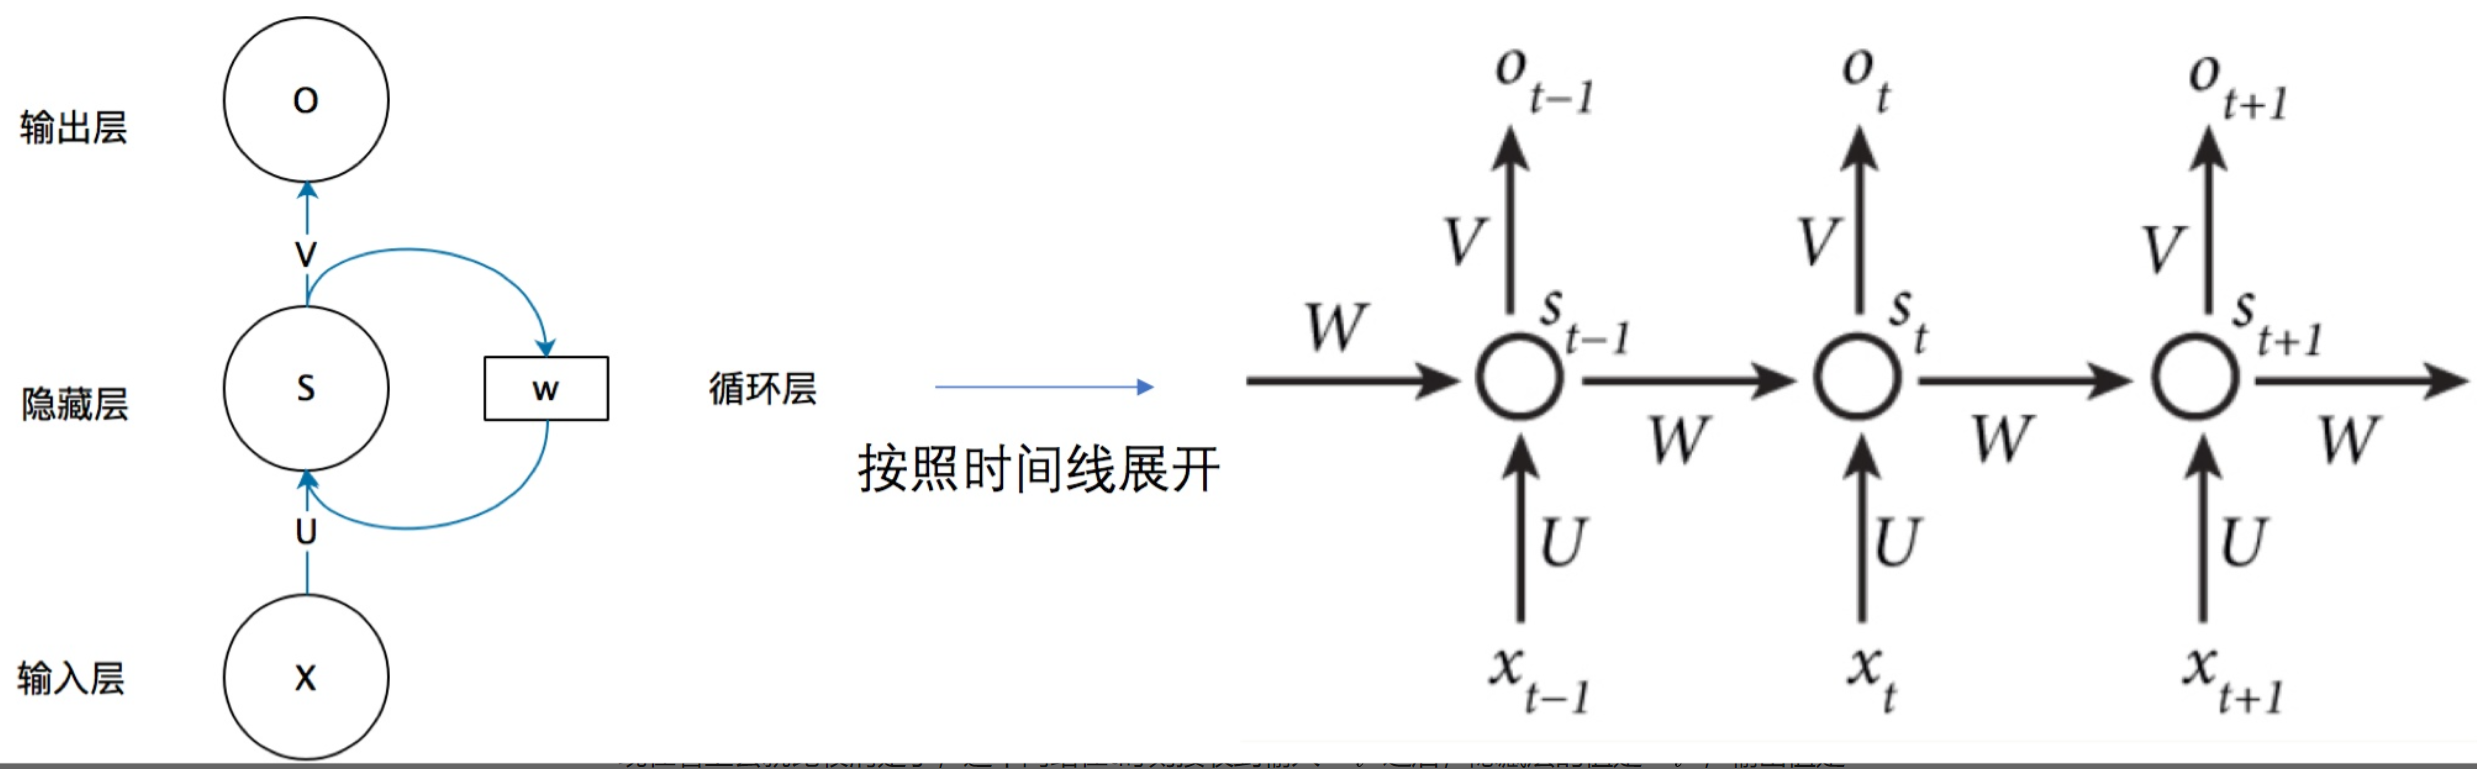 输出层
O
V
隐藏层
S
w
循环层
U
输入层
X
按照时间线展开
o t−1
o t
o t+1
V
V
V
W
s t−1
s t
s t+1
W
W
W
U
U
U
x t−1
x t
x t+1